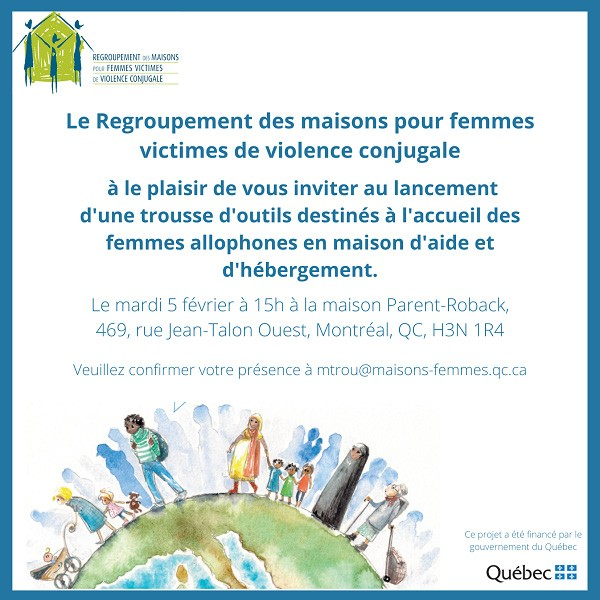 REGROUPEMENT DES MAISONS
POUR FEMMES VICTIMES
DE VIOLENCE CONJUGALE
Le Regroupement des maisons pour femmes
victimes de violence conjugale
à le plaisir de vous inviter au lancement
d'une trousse d'outils destinés à l'accueil des
femmes allophones en maison d'aide et
d'hébergement.
Le mardi 5 février à 15h à la maison Parent-Roback,
469, rue Jean-Talon Ouest, Montréal, QC, H3N 1R4
Veuillez confirmer votre présence à mtrou@maisons-femmes.qc.ca
Ce projet a été financé par le
gouvernement du Québec
Québec